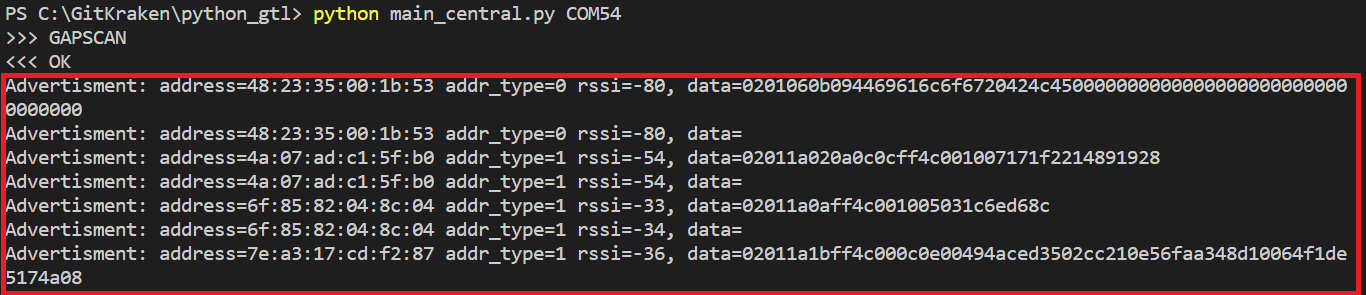 PS C:\GitKraken\python_gtl> python main_central.py COM54
>>> GAPSCAN
<<< OK
Advertisment: address=48:23:35:00:1b:53 addr_type=0 rssi=-80, data=0201060b094469616c6f6720424c4500000000000000000000000000
0000000
Advertisment: address=48:23:35:00:1b:53 addr_type=0 rssi=-80, data=
Advertisment: address=4a:07:ad:c1:5f:b0 addr_type=1 rssi=-54, data=02011a020a0c0cff4c001007171f2214891928
Advertisment: address=4a:07:ad:c1:5f:b0 addr_type=1 rssi=-54, data=
Advertisment: address=6f:85:82:04:8c:04 addr_type=1 rssi=-33, data=02011a0aff4c001005031c6ed68c
Advertisment: address=6f:85:82:04:8c:04 addr_type=1 rssi=-34, data=
Advertisment: address=7e:a3:17:cd:f2:87 addr_type=1 rssi=-36, data=02011a1bff4c000c0e00494aced3502cc210e56faa348d10064f1de
5174a08